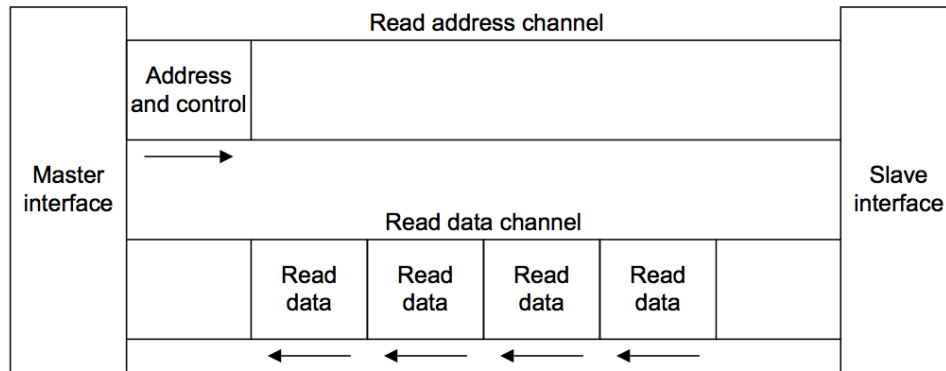 Read address channel
Address
and control
Master
interface
Slave
interface
Read data channel
Read
data
Read
data
Read
data
Read
data